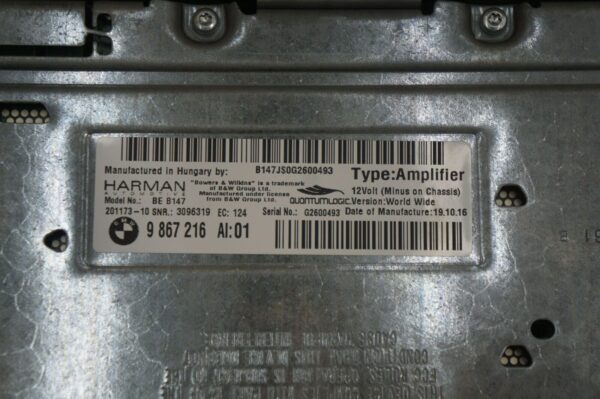 B147JS0G2600493
Manufactured in Hungary by:
HARMAN
AUTOMOTIVE
"Bowers & Wilkins" is a trademark
of B&W Group Ltd.
Manufactured under license
from B&W Group Ltd.
QUANTUMLOGIC
Type:Amplifier
12Volt (Minus on Chassis)
Version:World Wide
Model No.: BE B147
201173-10 SNR.: 3096319 EC: 124
Serial No.: G2600493 Date of Manufacture:19.10.16
BMW
9 867 216 AI:01